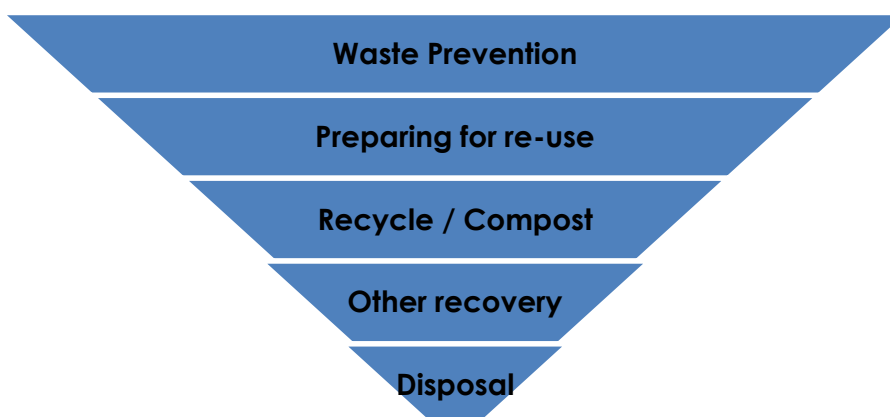 Waste Prevention
Preparing for re-use
Recycle / Compost
Other recovery
Disposal